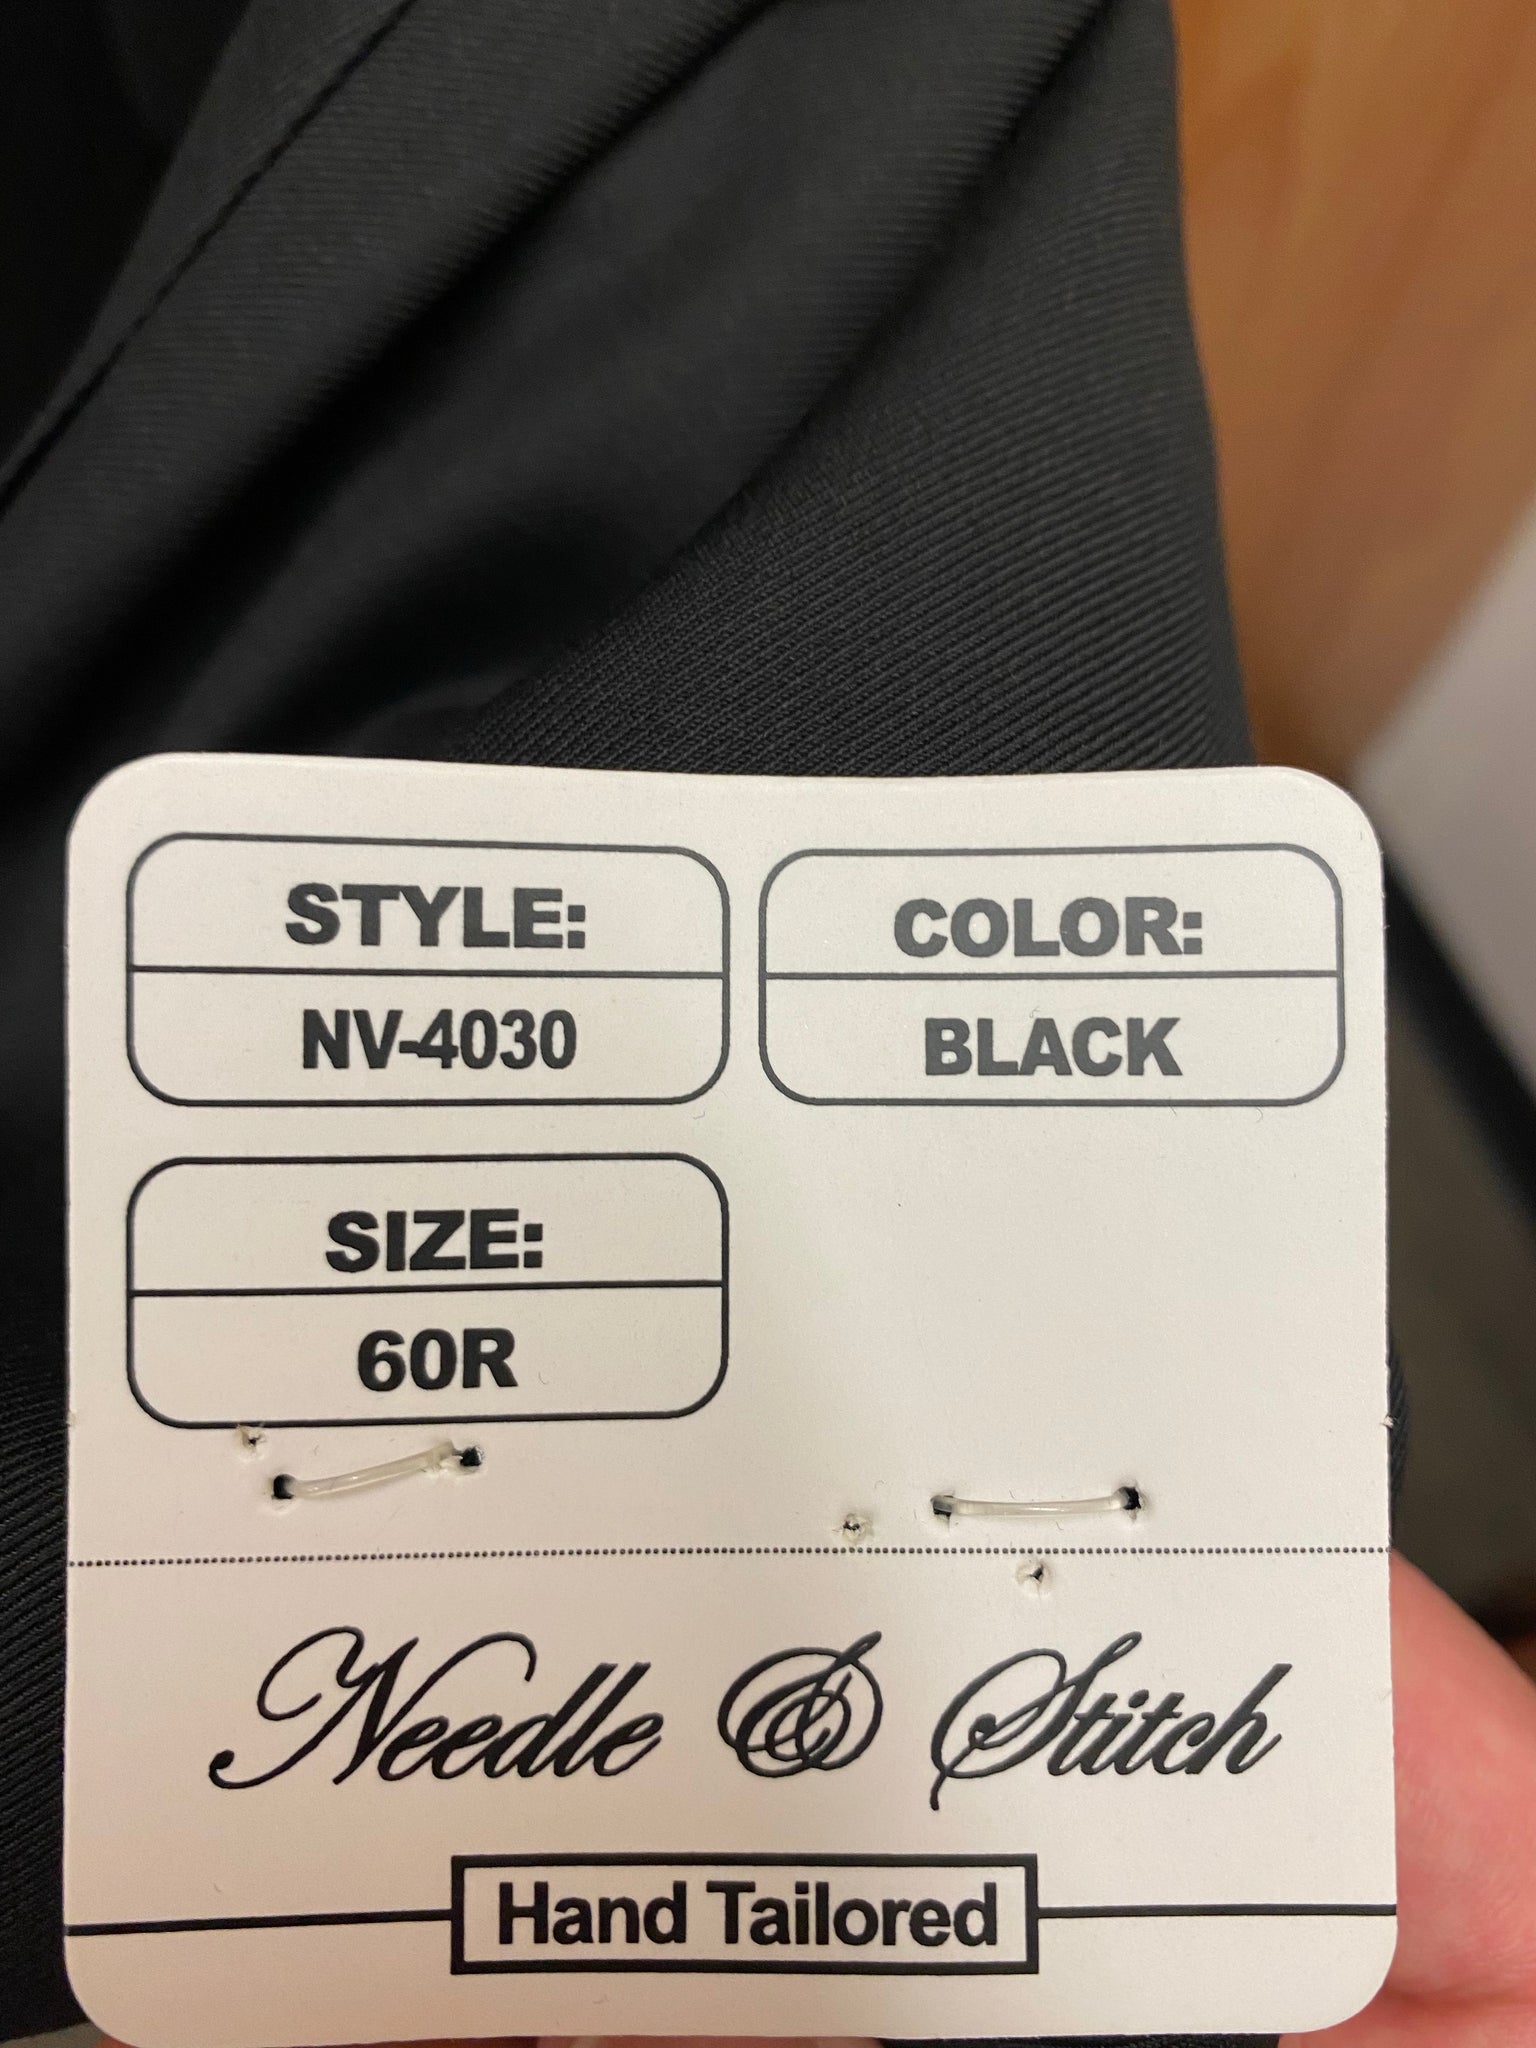 STYLE:
NV-4030
COLOR:
BLACK
SIZE:
60R
Needle & Stitch
Hand Tailored